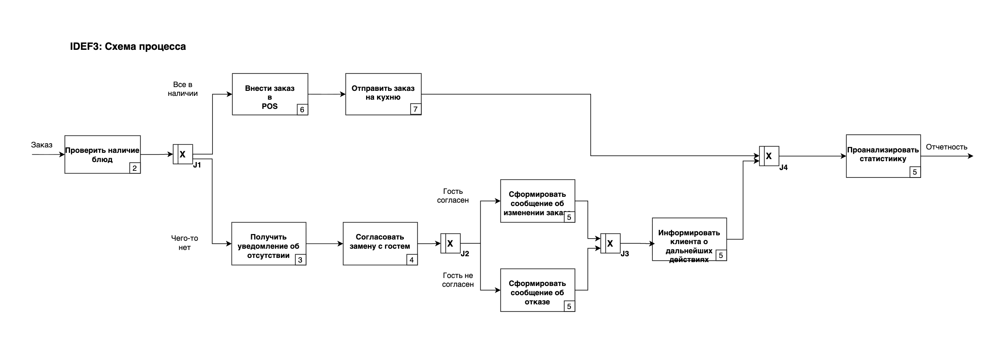 IDEF3: Схема процесса
Все в
наличии
Внести заказ
в
POS
6
Отправить заказ
на кухню
7
Заказ
Проверить наличие
блюд
2
X
J1
X
J4
Проанализировать
статистиику
5
Отчетность
Чего-то
нет
Получить
уведомление об
отсутствии
3
Согласовать
замену с гостем
4
X
J2
Гость
согласен
Сформировать
сообщение об
изменении заказа
5
Гость не
согласен
Сформировать
сообщение об
отказе
5
X
J3
Информировать
клиента о
дальнейших
действиях
5